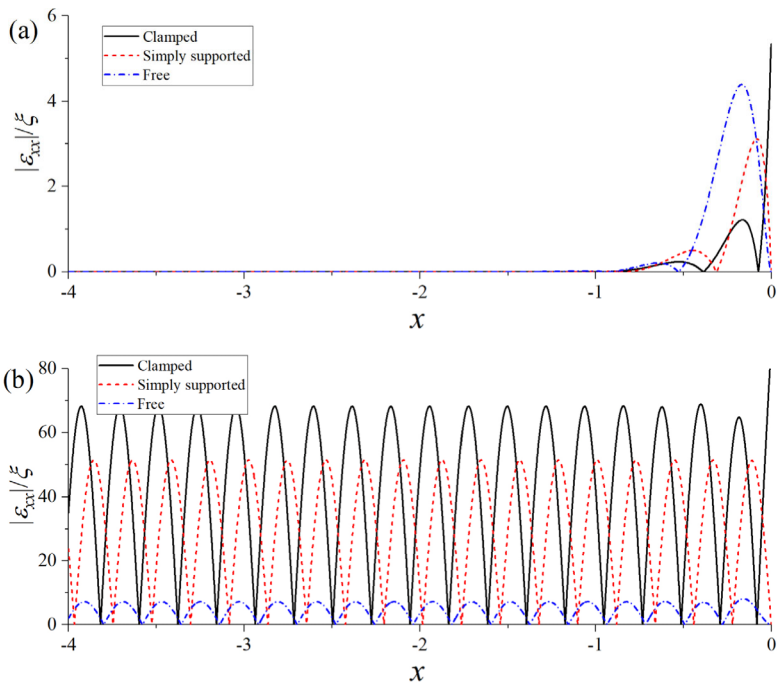 (a)
Clamped
Simply supported
Free
|εxx|/ξ
6
4
2
0
-4 -3 -2 -1 0
x
(b)
Clamped
Simply supported
Free
|εxx|/ξ
80
60
40
20
0
-4 -3 -2 -1 0
x